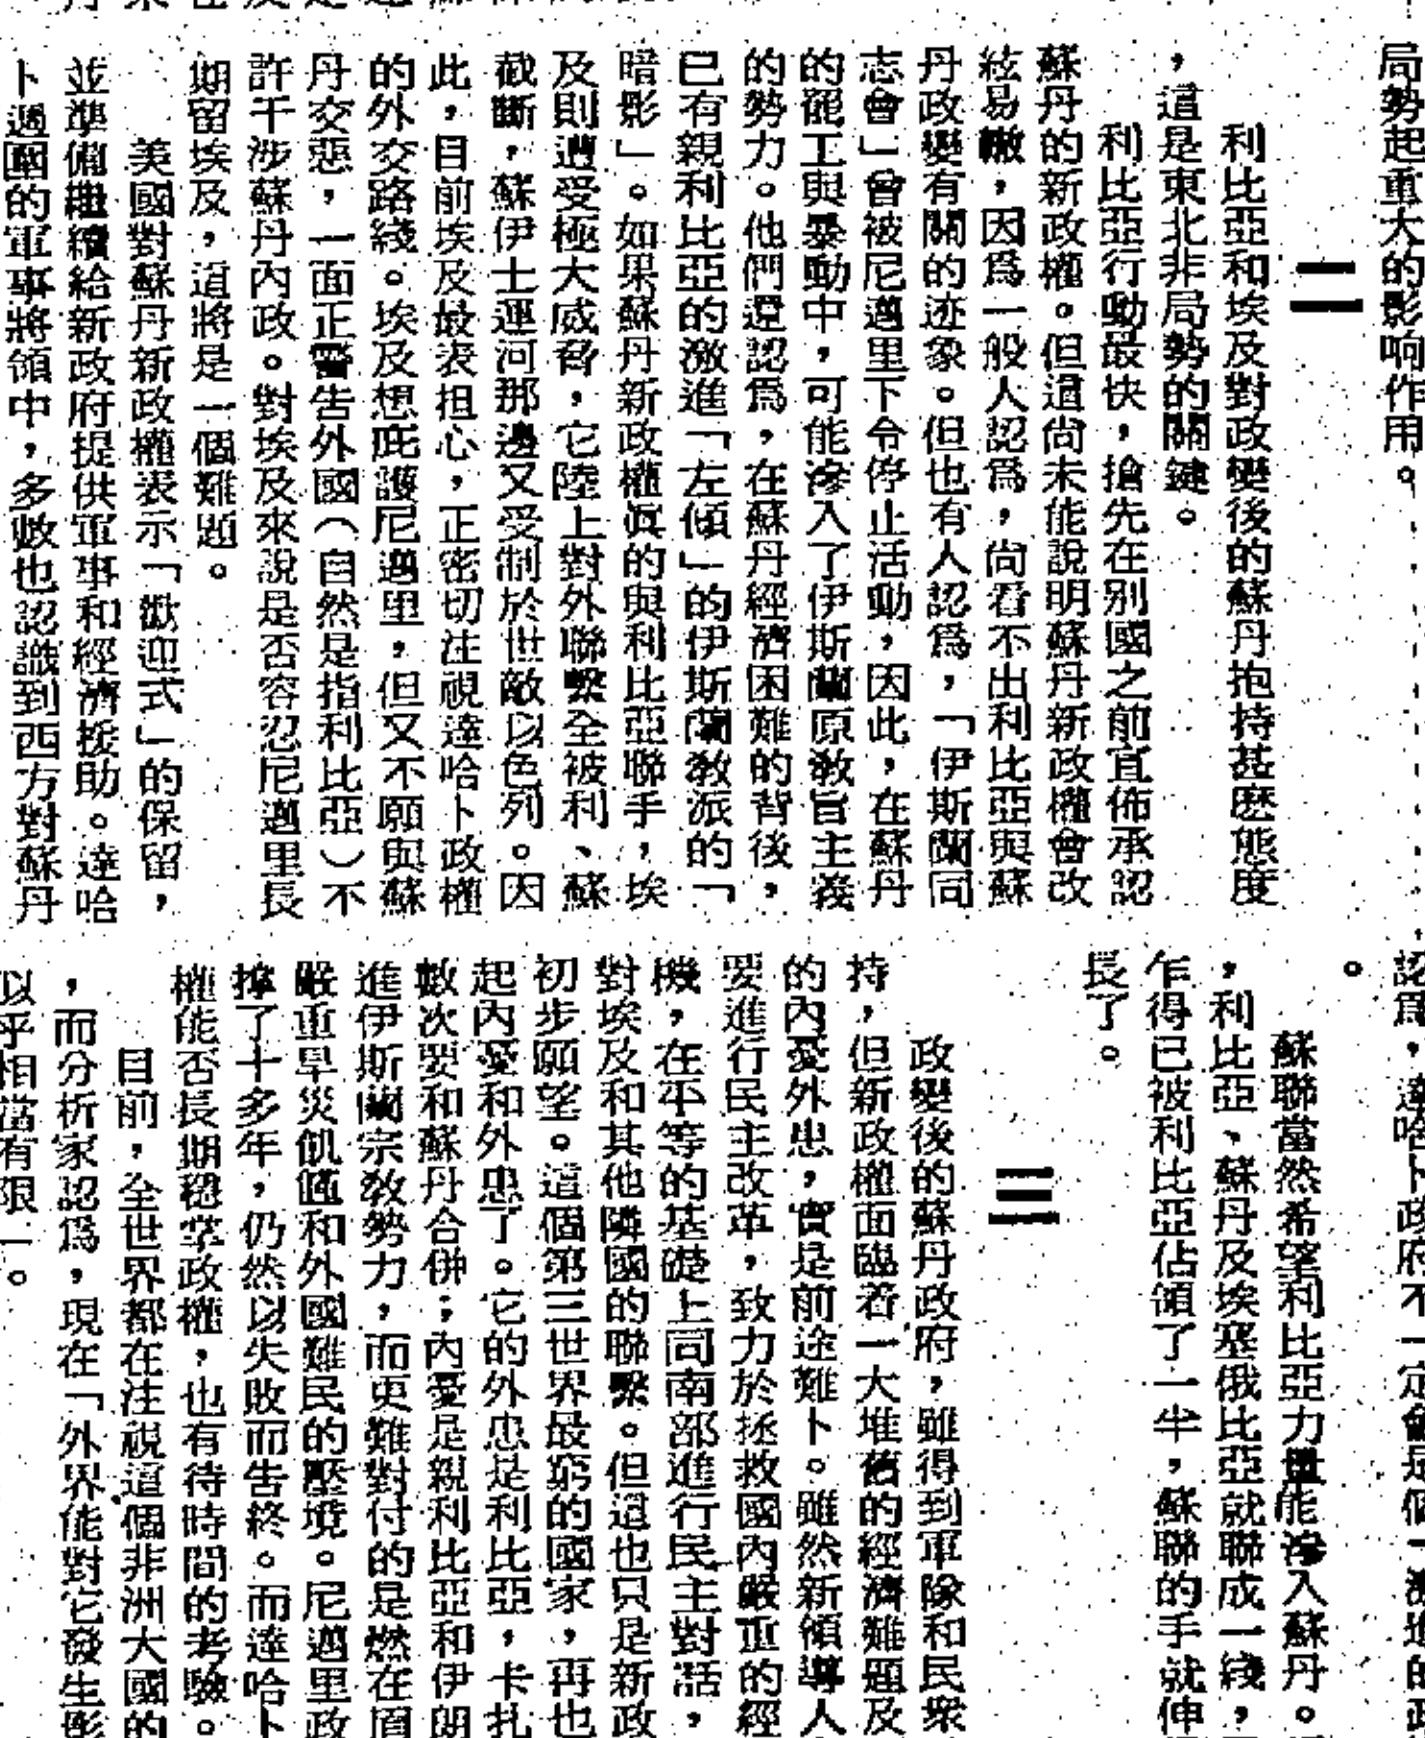 局勢起重大的影响作用。
二
利比亞和埃及對政變後的蘇丹抱持甚麽態度
，這是東北非局勢的關鍵。
利比亞行動最快，搶先在別國之前宣佈承認
蘇丹的新政權。但這尚未能說明蘇丹新政權會改
絃易轍，因爲一般人認爲，尚看不出利比亞與蘇
丹政變有關的迹象。但也有人認爲，「伊斯蘭同
志會」曾被尼邁里下令停止活動，因此，在蘇丹
的罷工與暴動中，可能滲入了伊斯蘭原教旨主義
的勢力。他們還認爲，在蘇丹經濟困難的背後，
已有親利比亞的激進「左傾」的伊斯蘭教派的「
暗影」。如果蘇丹新政權眞的與利比亞聯手，埃
及則遭受極大威脅，它陸上對外聯繫全被利、蘇
截斷，蘇伊士運河那邊又受制於世敵以色列。因
此，目前埃及最表担心，正密切注視達哈卜政權
的外交路綫。埃及想庇護尼邁里，但又不願與蘇
丹交惡，一面正警告外國（自然是指利比亞）不
許干涉蘇丹內政。對埃及來說是否容忍尼邁里長
期留埃及，這將是一個難題。
美國對蘇丹新政權表示「歡迎式」的保留，
並準備繼續給新政府提供軍事和經濟援助。達哈
卜週圍的軍事將領中，多數也認識到西方對蘇丹
認爲，達哈卜政府不一定會是個「激進的政
。
蘇聯當然希望利比亞力量能滲入蘇丹。
，利比亞、蘇丹及埃塞俄比亞就聯成一綫，
乍得已被利比亞佔領了一半，蘇聯的手就伸
長了。
三
政變後的蘇丹政府，雖得到軍隊和民衆
持，但新政權面臨着一大堆舊的經濟難題及
的內憂外患，實是前途難卜。雖然新領導人
要進行民主改革，致力於拯救國內嚴重的經
機，在平等的基礎上同南部進行民主對話，
對埃及和其他隣國的聯繫。但這也只是新政
初步願望。這個第三世界最窮的國家，再也
起內憂和外患了。它的外患是利比亞，卡扎
數次要和蘇丹合併；內憂是親利比亞和伊朗
進伊斯蘭宗教勢力，而更難對付的是燃在眉
嚴重旱災飢饉和外國難民的壓境。尼邁里政
撑了十多年，仍然以失敗而告終。而達哈卜
權能否長期穩掌政權，也有待時間的考驗。
目前，全世界都在注視這個非洲大國的
，而分析家認爲，現在「外界能對它發生影
以乎相當有限」。